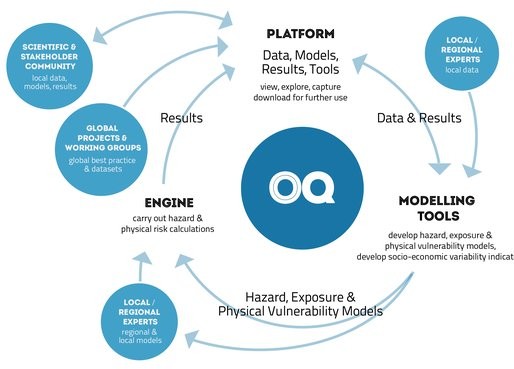 SCIENTIFIC &
STAKEHOLDER
COMMUNITY
local data,
models, results
GLOBAL
PROJECTS &
WORKING GROUPS
global best practice
& datasets
PLATFORM
Data, Models,
Results, Tools
view, explore, capture
download for further use
LOCAL /
REGIONAL
EXPERTS
local data
Results
Data & Results
OQ
ENGINE
carry out hazard &
physical risk calculations
MODELLING
TOOLS
develop hazard, exposure &
physical vulnerability models,
develop socio-economic variability indicat
LOCAL /
REGIONAL
EXPERTS
regional &
local models
Hazard, Exposure &
Physical Vulnerability Models